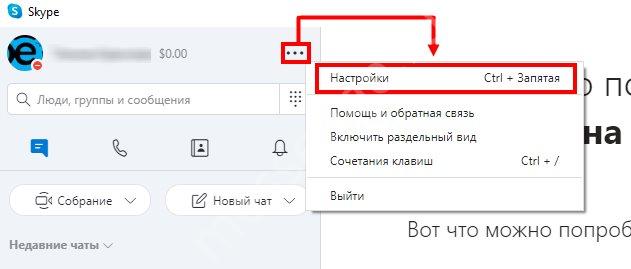 Skype
$0.00
Настройки Ctrl + Запятая
Люди, группы и сообщения
Помощь и обратная связь
Включить раздельный вид
Сочетания клавиш Ctrl + /
Выйти
Собрание
Новый чат
Недавние чаты
по
на
Вот что можно попроб